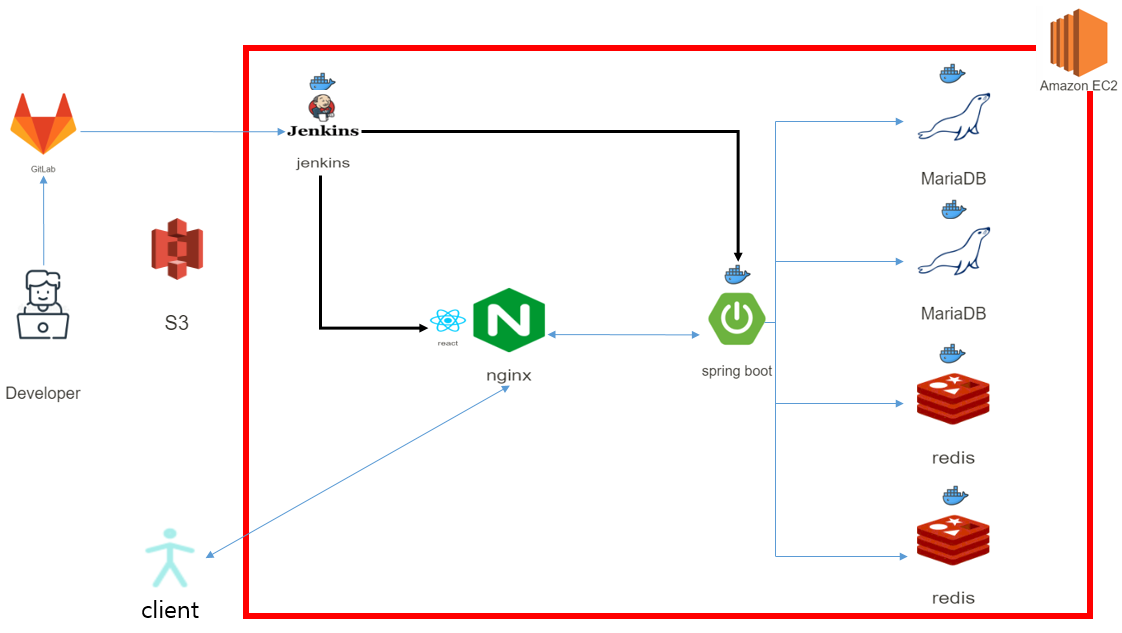 Amazon EC2
Jenkins
jenkins
GitLab
MariaDB
S3
MariaDB
react
nginx
spring boot
Developer
redis
client
redis